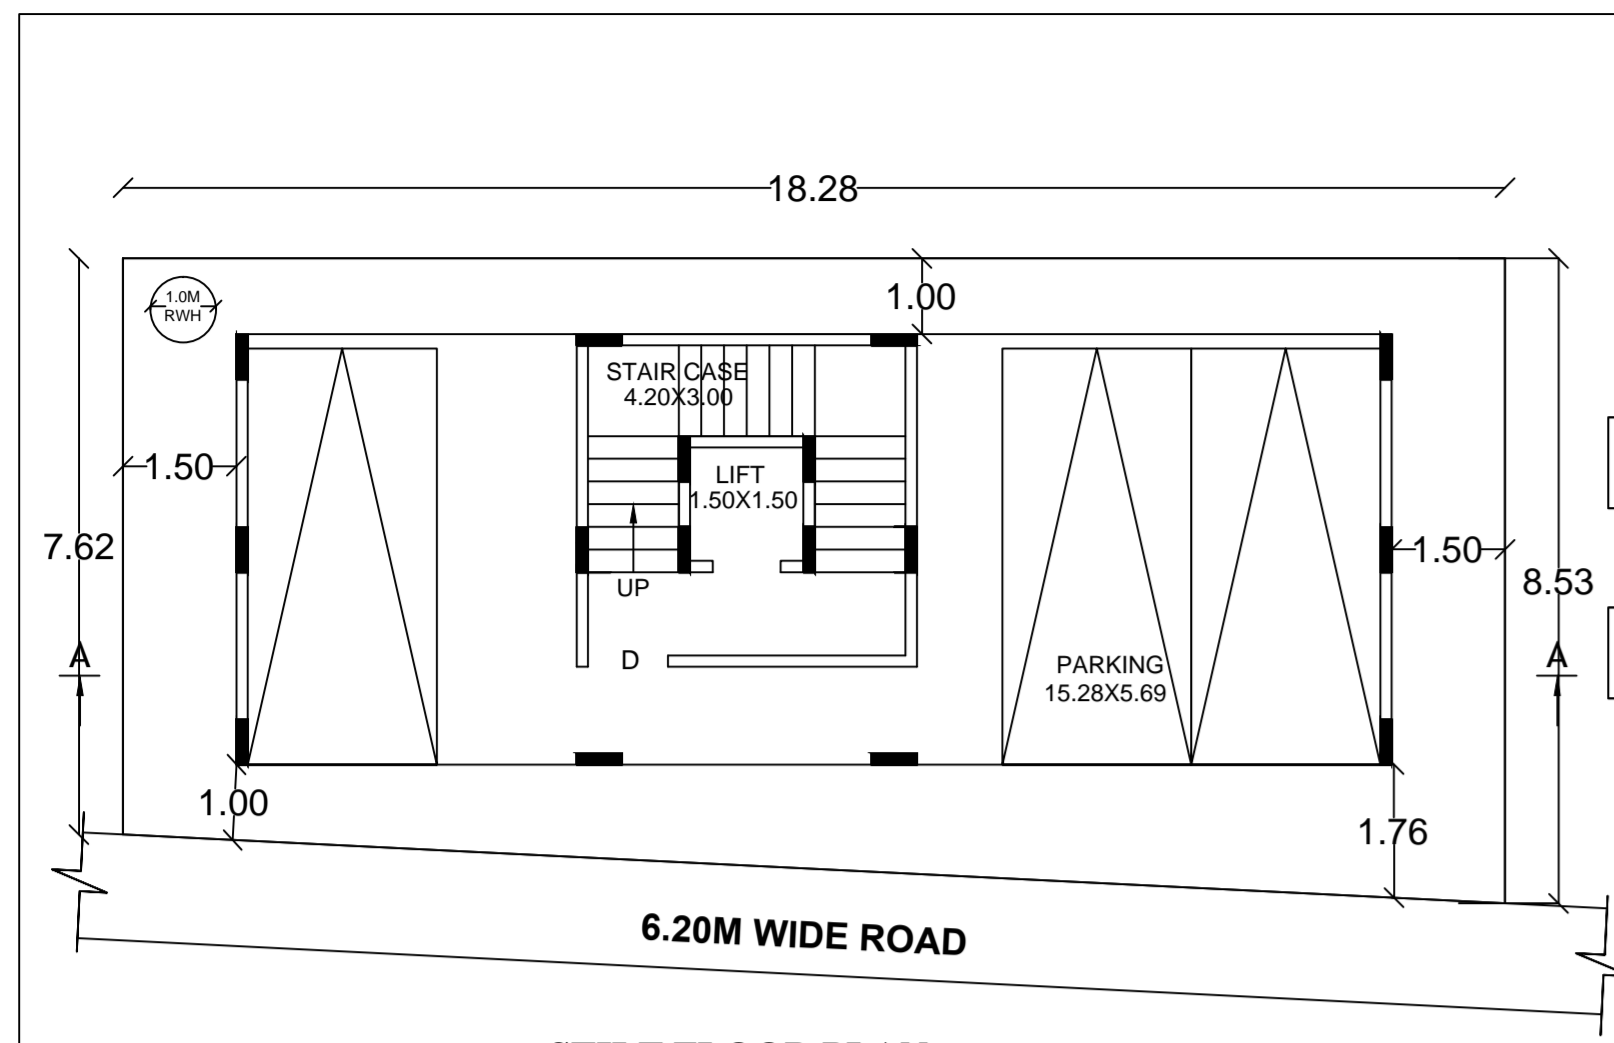 18.28
1.00
1.0M
RWH
STAIR CASE
4.20X3.00
1.50
LIFT
1.50X1.50
7.62
1.50
8.53
UP
A
D
PARKING
15.28X5.69
A
1.00
1.76
6.20M WIDE ROAD